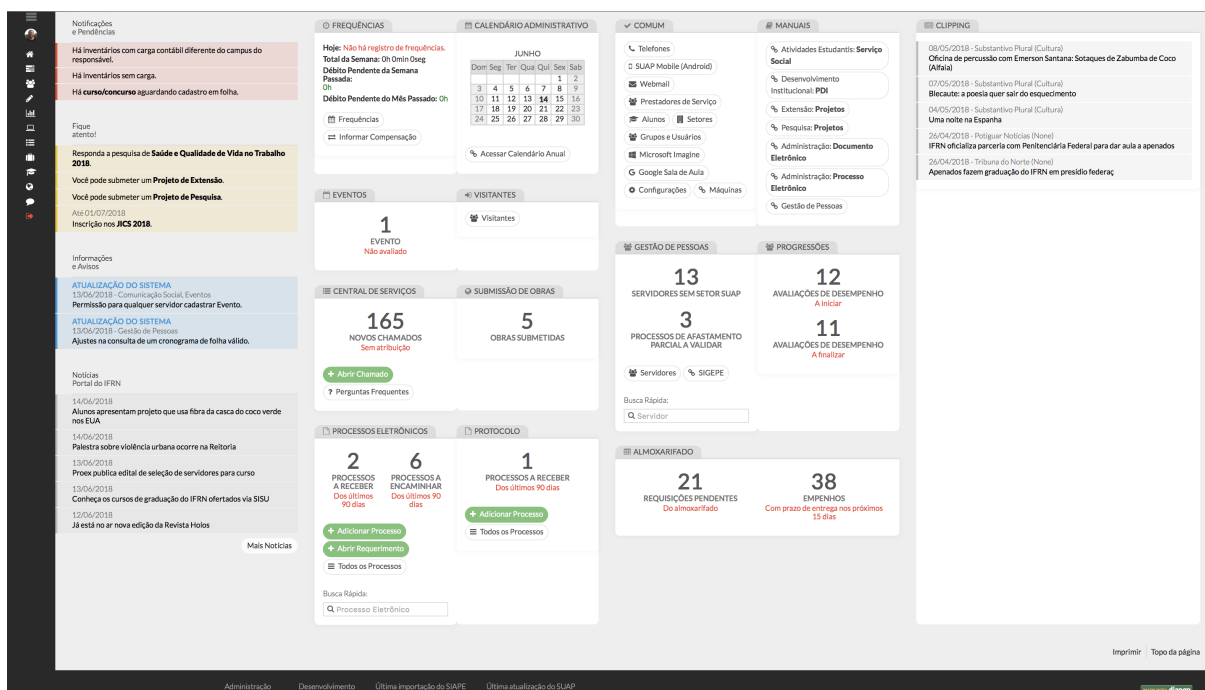 Notificações
e Pendências
Há inventários com carga contábil diferente do campus do
responsável.
Há inventários sem carga.
Há curso/concurso aguardando cadastro em folha.
Fique
atento!
Responda a pesquisa de Saúde e Qualidade de Vida no Trabalho
2018.
Você pode submeter um Projeto de Extensão.
Você pode submeter um Projeto de Pesquisa.
Até 01/07/2018
Inscrição nos JICS 2018.
Informações
e Avisos
ATUALIZAÇÃO DO SISTEMA
13/06/2018 - Comunicação Social, Eventos
Permissão para qualquer servidor cadastrar Evento.
ATUALIZAÇÃO DO SISTEMA
13/06/2018 - Gestão de Pessoas
Ajustes na consulta de um cronograma de folha válido.
Notícias
Portal do IFRN
14/06/2018
Alunos apresentam projeto que usa fibra da casca do coco verde
nos EUA
14/06/2018
Palestra sobre violência urbana ocorre na Reitoria
13/06/2018
Proex publica edital de seleção de servidores para curso
13/06/2018
Conheça os cursos de graduação do IFRN ofertados via SISU
12/06/2018
Já está no ar nova edição da Revista Holos
Mais Notícias
FREQUÊNCIAS
Hoje: Não há registro de frequências.
Total da Semana: 0h 0min 0seg
Débito Pendente da Semana
Passada:
0h
Débito Pendente do Mês Passado: 0h
Frequências
Informar Compensação
CALENDÁRIO ADMINISTRATIVO
JUNHO
Dom Seg Ter Qua Qui Sex Sab
1 2
3 4 5 6 7 8 9
10 11 12 13 14 15 16
17 18 19 20 21 22 23
24 25 26 27 28 29 30
Acessar Calendário Anual
EVENTOS
1
EVENTO
Não avaliado
VISITANTES
Visitantes
CENTRAL DE SERVIÇOS
165
NOVOS CHAMADOS
Sem atribuição
+ Abrir Chamado
? Perguntas Frequentes
SUBMISSÃO DE OBRAS
5
OBRAS SUBMETIDAS
PROCESSOS ELETRÔNICOS
2
PROCESSOS
A RECEBER
Dos últimos
90 dias
6
PROCESSOS A
ENCAMINHAR
Dos últimos 90
dias
+ Adicionar Processo
+ Abrir Requerimento
Todos os Processos
Busca Rápida:
Processo Eletrônico
PROTOCOLO
1
PROCESSOS A RECEBER
Dos últimos 90 dias
+ Adicionar Processo
Todos os Processos
COMUM
Telefones
SUAP Mobile (Android)
Webmail
Prestadores de Serviço
Alunos Setores
Grupos e Usuários
Microsoft Imagine
G Google Sala de Aula
Configurações Máquinas
MANUAIS
Atividades Estudantis: Serviço
Social
Desenvolvimento
Institucional: PDI
Extensão: Projetos
Pesquisa: Projetos
Administração: Documento
Eletrônico
Administração: Processo
Eletrônico
Gestão de Pessoas
GESTÃO DE PESSOAS
13
SERVIDORES SEM SETOR SUAP
3
PROCESSOS DE AFASTAMENTO
PARCIAL A VALIDAR
Servidores SIGEPE
Busca Rápida:
Servidor
PROGRESSÕES
12
AVALIAÇÕES DE DESEMPENHO
A iniciar
11
AVALIAÇÕES DE DESEMPENHO
A finalizar
ALMOXARIFADO
21
REQUISIÇÕES PENDENTES
Do almoxarifado
38
EMPENHOS
Com prazo de entrega nos próximos
15 dias
CLIPPING
08/05/2018 - Substantivo Plural (Cultura)
Oficina de percussão com Emerson Santana: Sotaques de Zabumba de Coco
(Alfaia)
07/05/2018 - Substantivo Plural (Cultura)
Blecaute: a poesia quer sair do esquecimento
04/05/2018 - Substantivo Plural (Cultura)
Uma noite na Espanha
26/04/2018 - Potiguar Notícias (None)
IFRN oficializa parceria com Penitenciária Federal para dar aula a apenados
26/04/2018 - Tribuna do Norte (None)
Apenados fazem graduação do IFRN em presídio federaç
Imprimir Topo da página
Administração Desenvolvimento Última importação do SIAPE Última atualização do SUAP
django